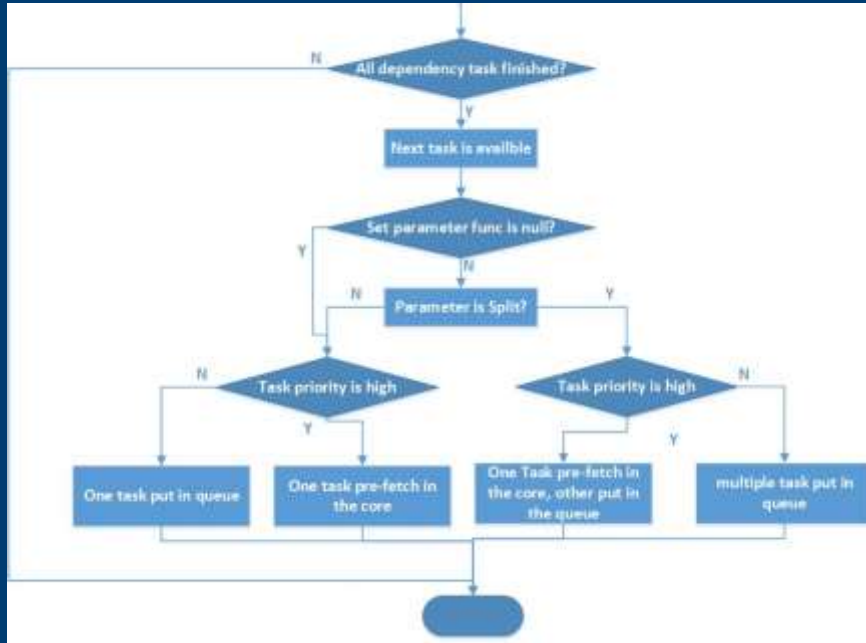 N
All dependency task finished?
Y
Next task is availble
Set parameter func is null?
Y
N
N
Parameter is Split?
Y
N
Task priority is high
Task priority is high
N
Y
Y
One task put in queue
One task pre-fetch in
the core
One Task pre-fetch in
the core, other put in
the queue
multiple task put in
queue